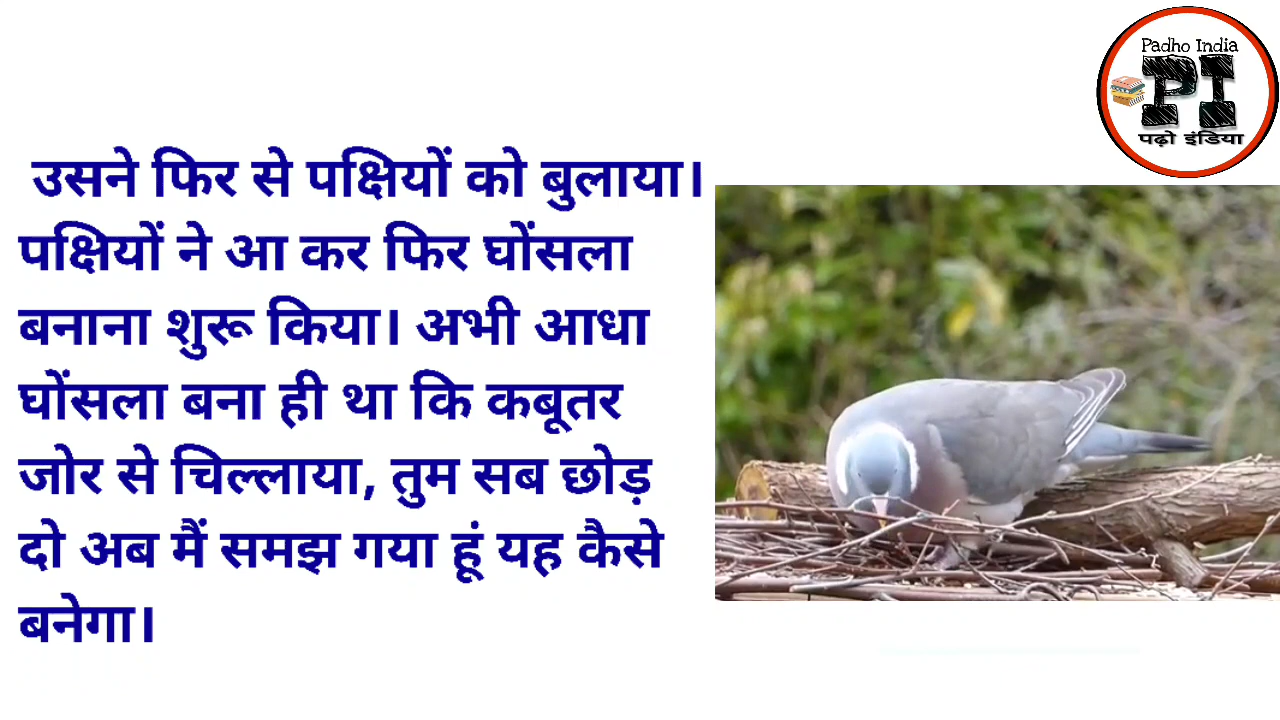 Padho India
PI
पढ़ो इंडिया
उसने फिर से पक्षियों को बुलाया।
पक्षियों ने आ कर फिर घोंसला
बनाना शुरू किया। अभी आधा
घोंसला बना ही था कि कबूतर
जोर से चिल्लाया, तुम सब छोड़
दो अब मैं समझ गया हूं यह कैसे
बनेगा।